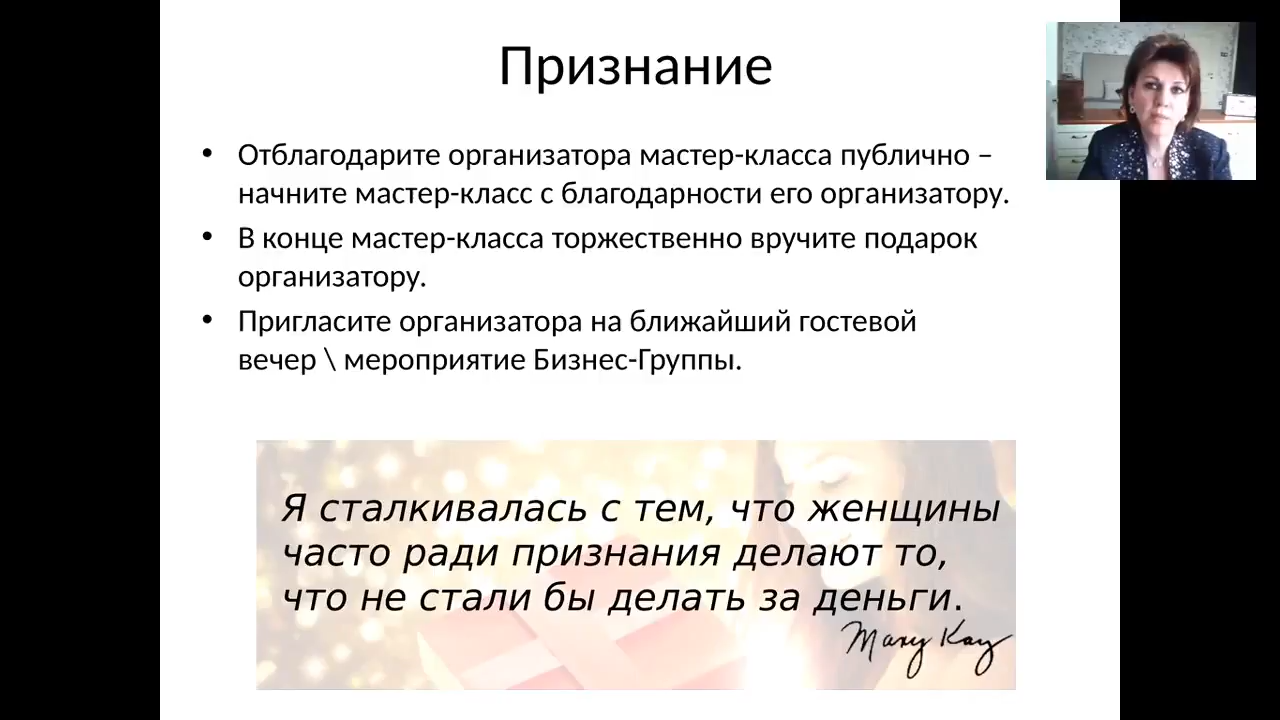 Признание
• Отблагодарите организатора мастер-класса публично –
начните мастер-класс с благодарности его организатору.
• В конце мастер-класса торжественно вручите подарок
организатору.
• Пригласите организатора на ближайший гостевой
вечер \ мероприятие Бизнес-Группы.
Я сталкивалась с тем, что женщины
часто ради признания делают то,
что не стали бы делать за деньги.
Mary Kay